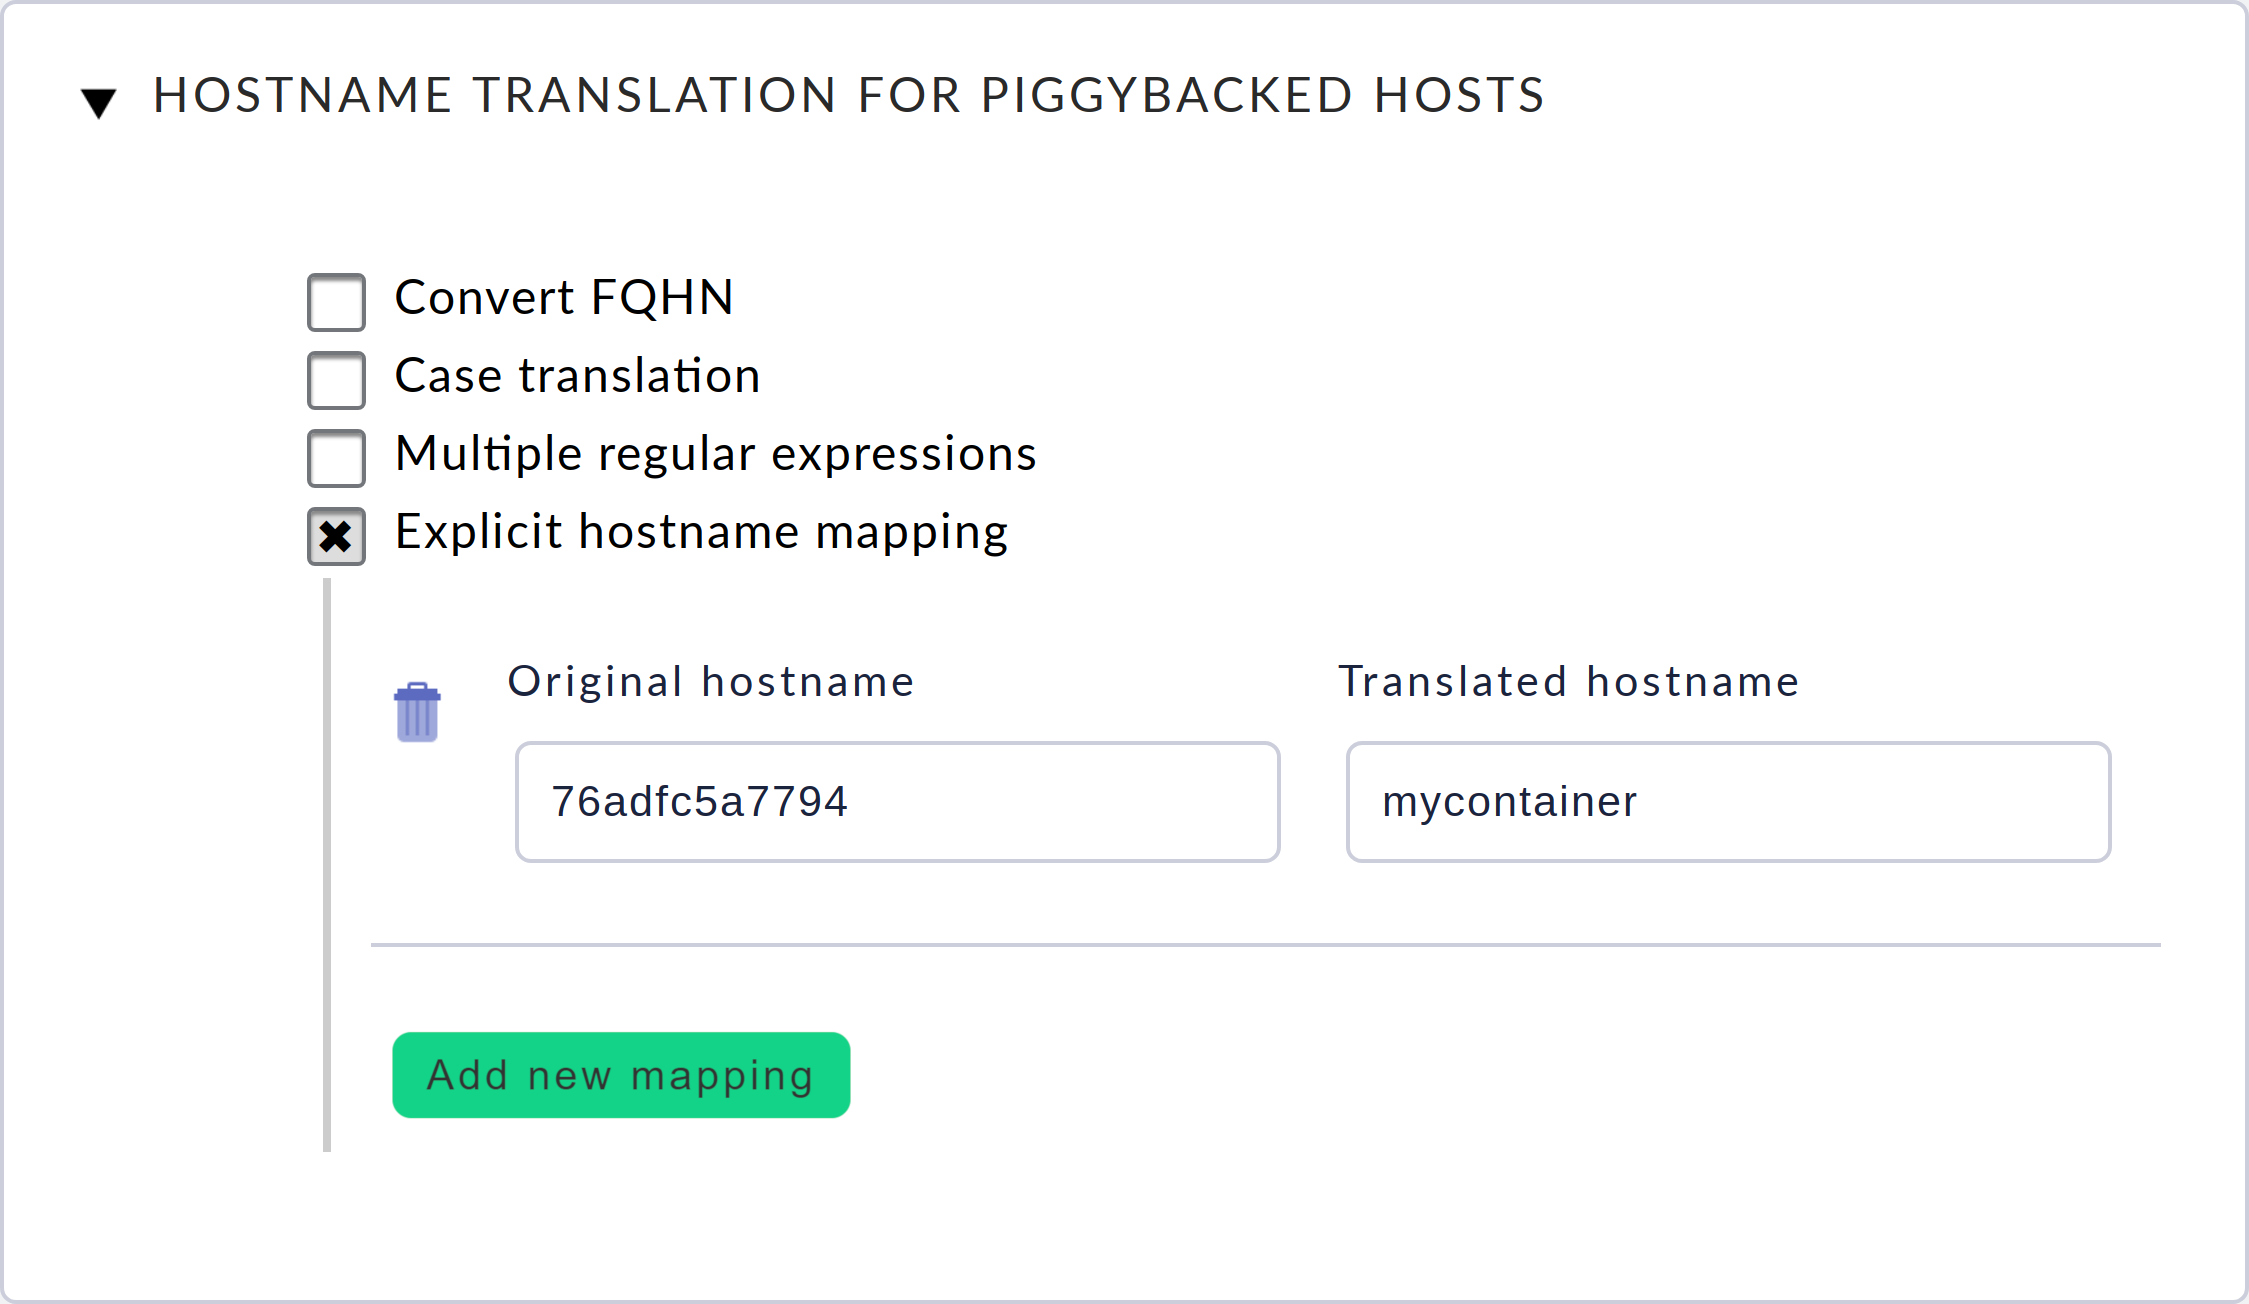 HOSTNAME TRANSLATION FOR PIGGYBACKED HOSTS
Convert FQHN
Case translation
Multiple regular expressions
Explicit hostname mapping
Original hostname
Translated hostname
76adfc5a7794
mycontainer
Add new mapping